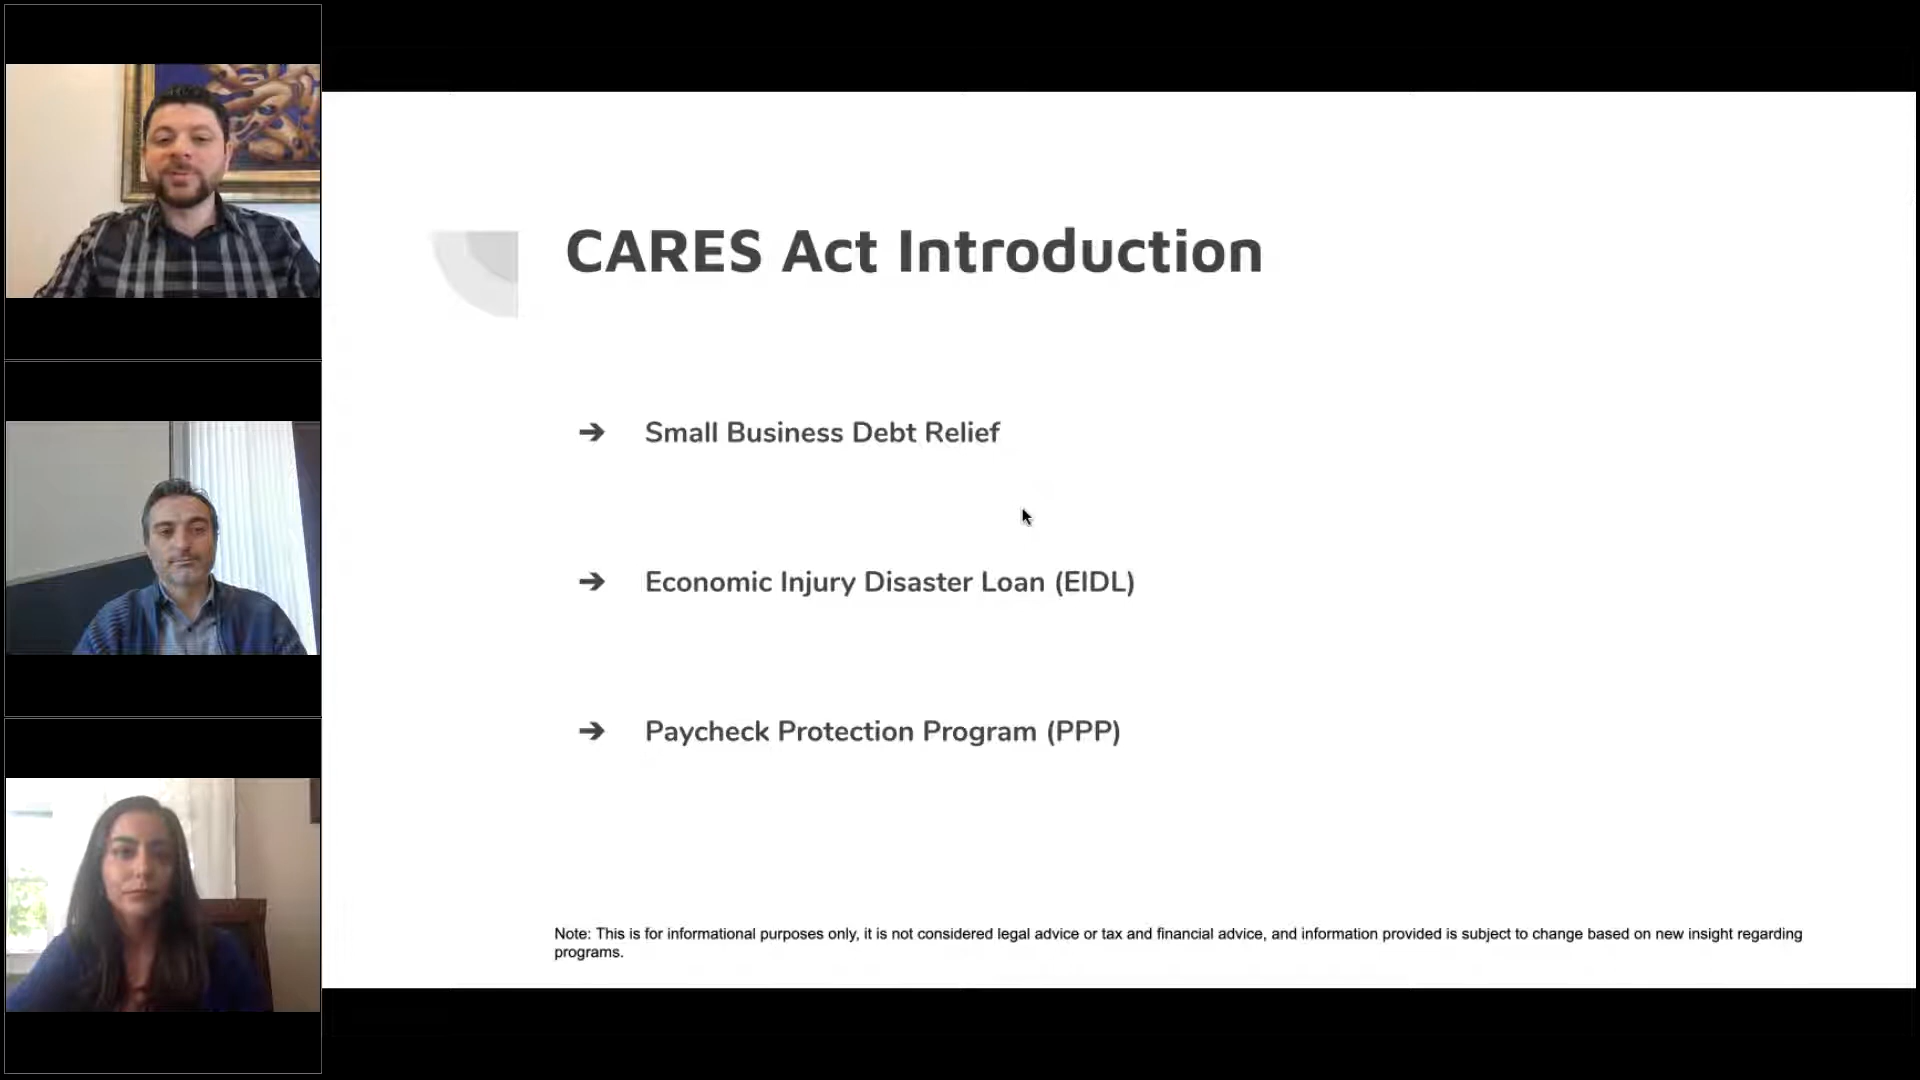 CARES Act Introduction
➔ Small Business Debt Relief
➔ Economic Injury Disaster Loan (EIDL)
➔ Paycheck Protection Program (PPP)
Note: This is for informational purposes only, it is not considered legal advice or tax and financial advice, and information provided is subject to change based on new insight regarding
programs.